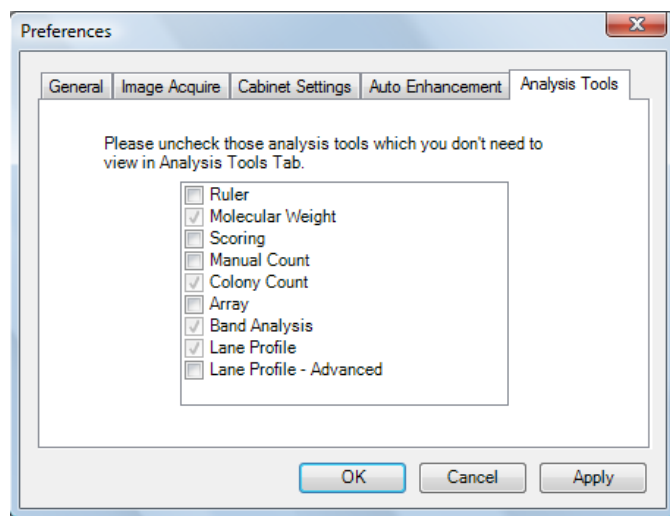 Preferences
X
General Image Acquire Cabinet Settings Auto Enhancement Analysis Tools
Please uncheck those analysis tools which you don't need to
view in Analysis Tools Tab.
Ruler
Molecular Weight
Scoring
Manual Count
Colony Count
Array
Band Analysis
Lane Profile
Lane Profile - Advanced
OK Cancel Apply